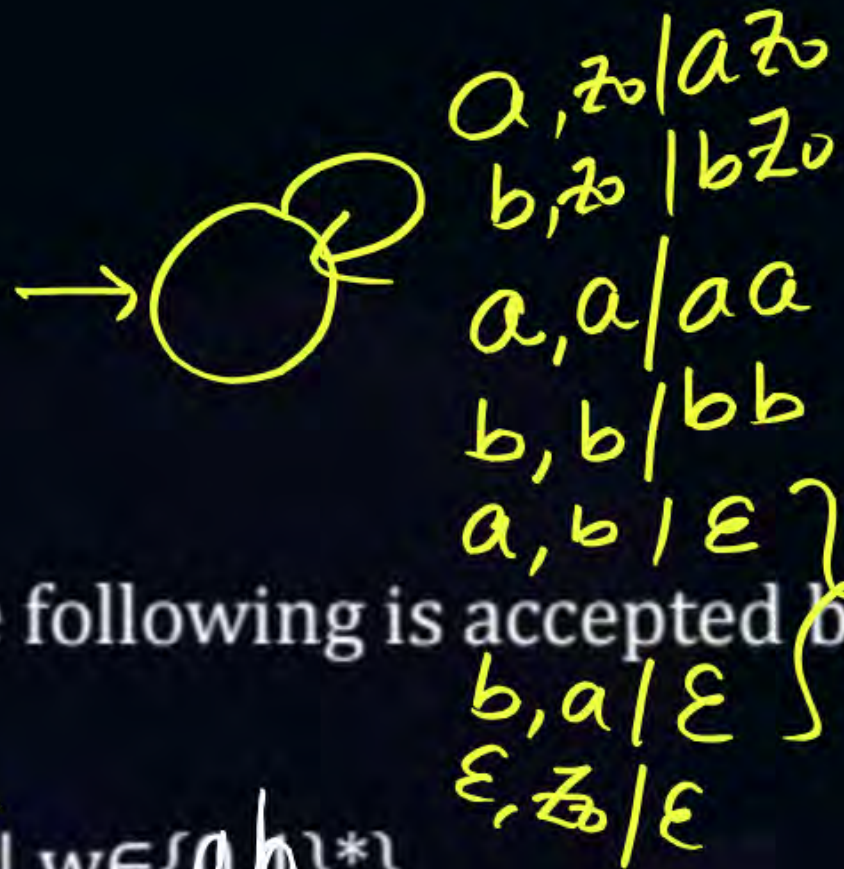 a, z₀ | a z₀
b, z₀ | b z₀
a, a | a a
b, b | b b
a, b | ε
following is accepted
b, a | ε
ε, z₀ | ε
w∈{a b}*}